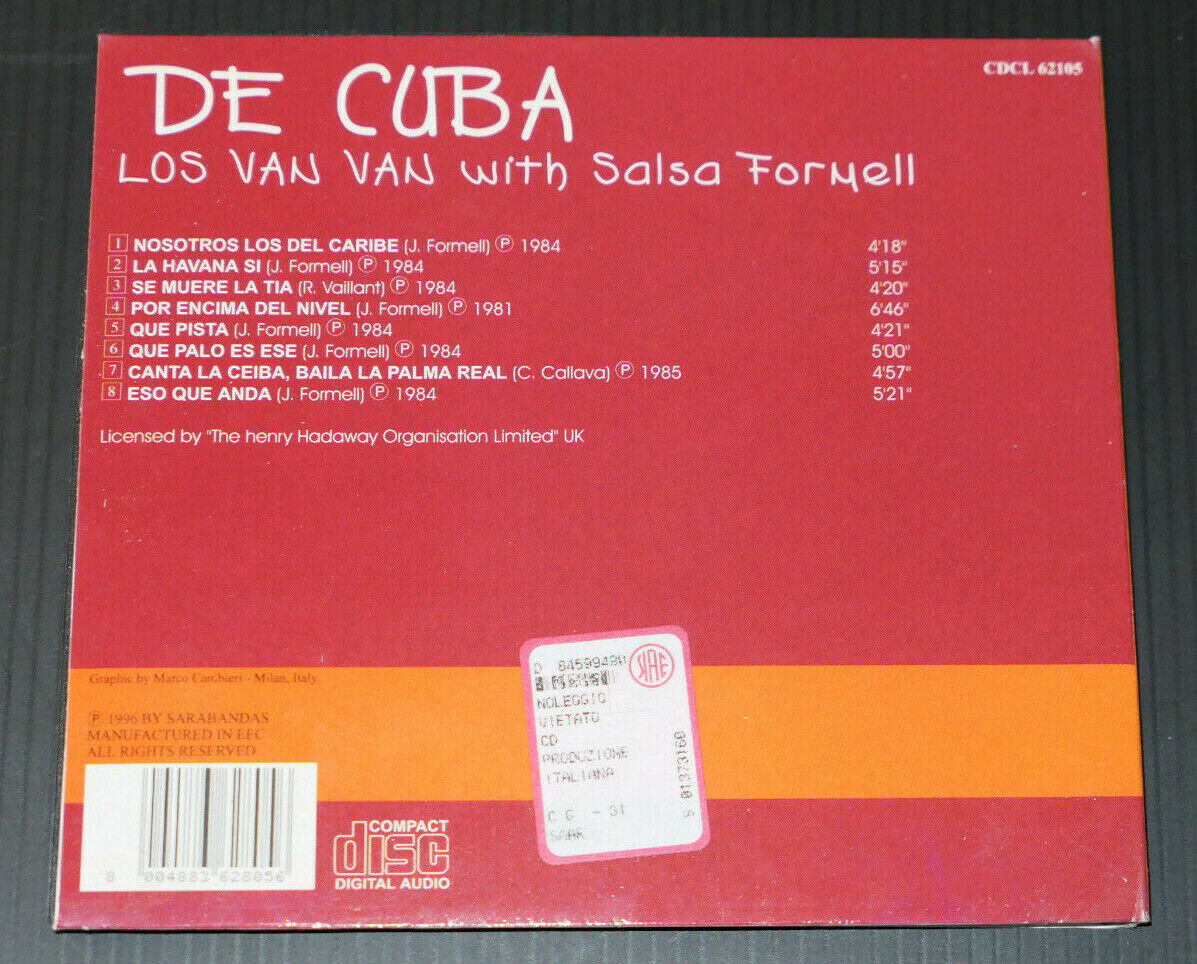 DE CUBA
CDCL 62105
LOS VAN VAN with Salsa Formell
1 NOSOTROS LOS DEL CARIBE (J. Formell) ℗ 1984 4'18"
2 LA HAVANA SI (J. Formell) ℗ 1984 5'15"
3 SE MUERE LA TIA (R. Vaillant) ℗ 1984 4'20"
4 POR ENCIMA DEL NIVEL (J. Formell) ℗ 1981 6'46"
5 QUE PISTA (J. Formell) ℗ 1984 4'21"
6 QUE PALO ES ESE (J. Formell) ℗ 1984 5'00"
7 CANTA LA CEIBA, BAILA LA PALMA REAL (C. Callava) ℗ 1985 4'57"
8 ESO QUE ANDA (J. Formell) ℗ 1984 5'21"
Licensed by "The henry Hadaway Organisation Limited" UK
Graphic by Marco - Milan, Italy.
℗ 1996 BY SARABANDAS
MANUFACTURED IN EEC
ALL RIGHTS RESERVED
8 004883 628056
COMPACT
disc
DIGITAL AUDIO
D 64599490
NOLEGGIO
VIETATO
CD
PRODUZIONE
ITALIANA
SAAR
S 01373160